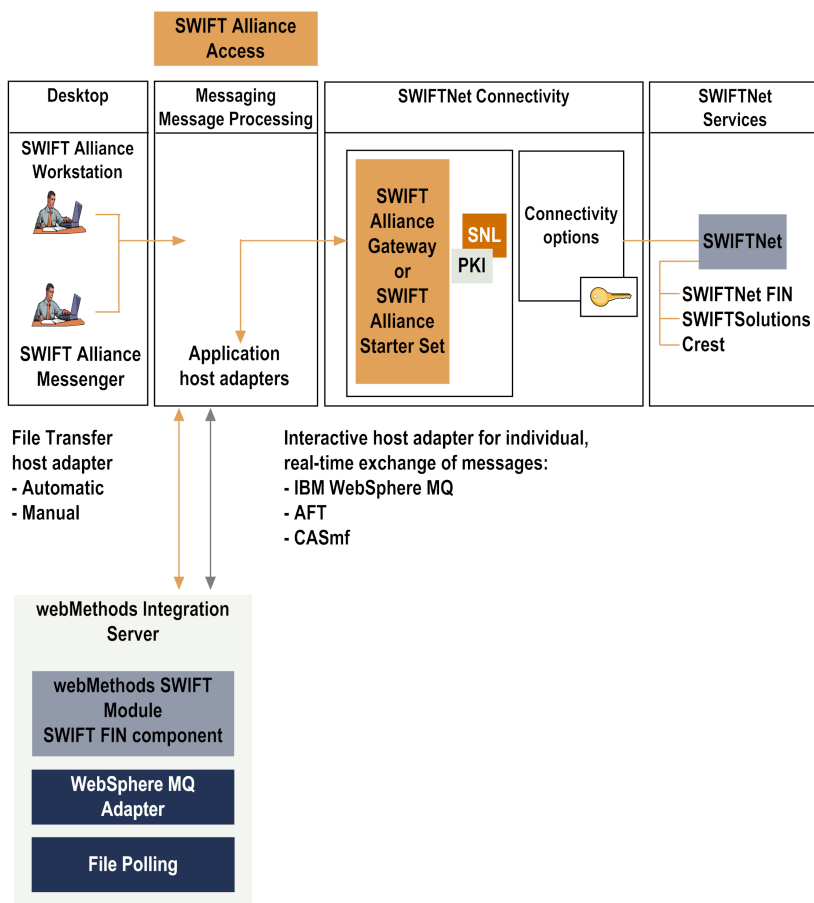 SWIFT Alliance
Access
Desktop
Messaging
Message Processing
SWIFTNet Connectivity
SWIFTNet
Services
SWIFT Alliance
Workstation
SWIFT Alliance
Messenger
Application
host adapters
SWIFT
Alliance
Gateway
or
SWIFT
Alliance
Starter Set
SNL
PKI
Connectivity
options
SWIFTNet
SWIFTNet FIN
SWIFTSolutions
Crest
File Transfer
host adapter
- Automatic
- Manual
Interactive host adapter for individual,
real-time exchange of messages:
- IBM WebSphere MQ
- AFT
- CASmf
webMethods Integration
Server
webMethods SWIFT
Module
SWIFT FIN component
WebSphere MQ
Adapter
File Polling